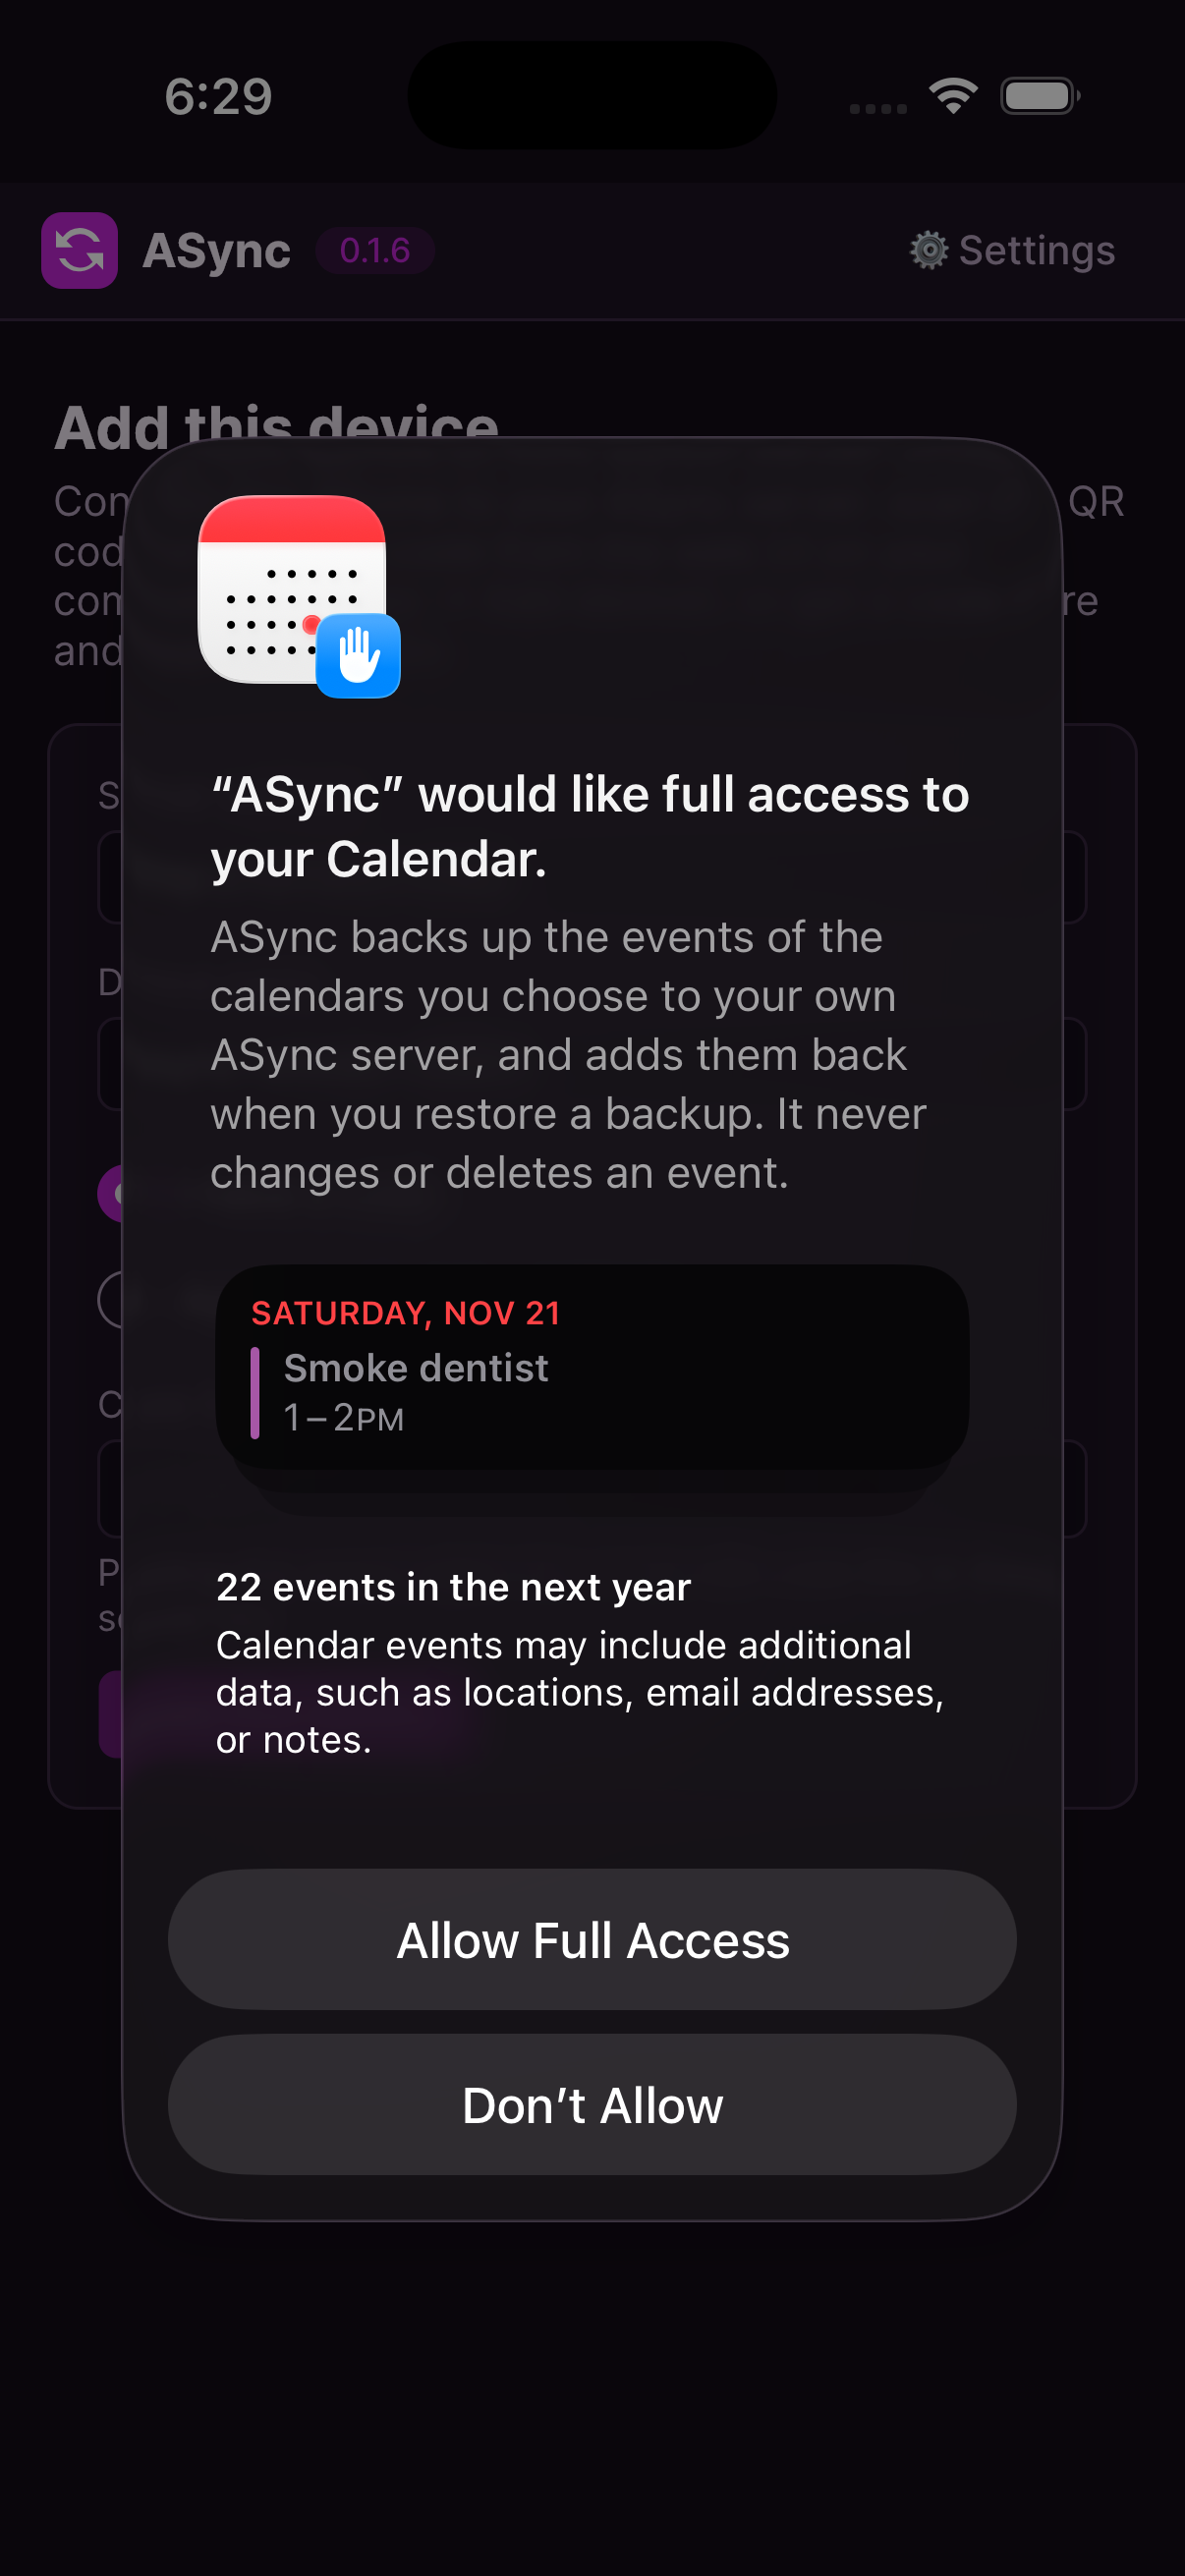 6:29
ASync 0.1.6
⚙️ Settings
Add this device
QR
and
“ASync” would like full access to
your Calendar.
ASync backs up the events of the
calendars you choose to your own
ASync server, and adds them back
when you restore a backup. It never
changes or deletes an event.
SATURDAY, NOV 21
Smoke dentist
1–2PM
22 events in the next year
Calendar events may include additional
data, such as locations, email addresses,
or notes.
Allow Full Access
Don’t Allow